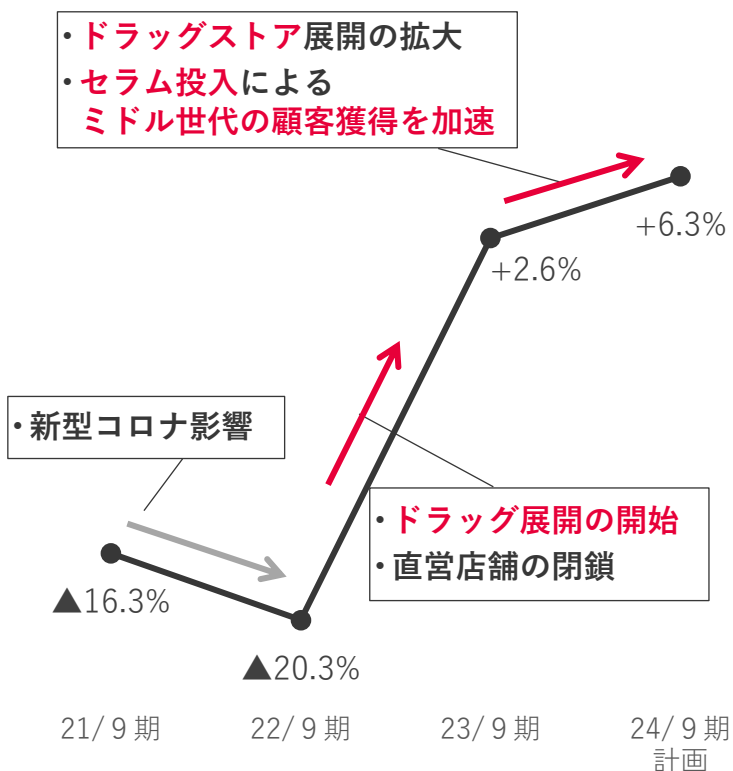 ・ドラッグストア展開の拡大
・セラム投入による
ミドル世代の顧客獲得を加速
+6.3%
+2.6%
・新型コロナ影響
・ドラッグ展開の開始
・直営店舗の閉鎖
▲16.3%
▲20.3%
21/9期 22/9期 23/9期 24/9期
計画